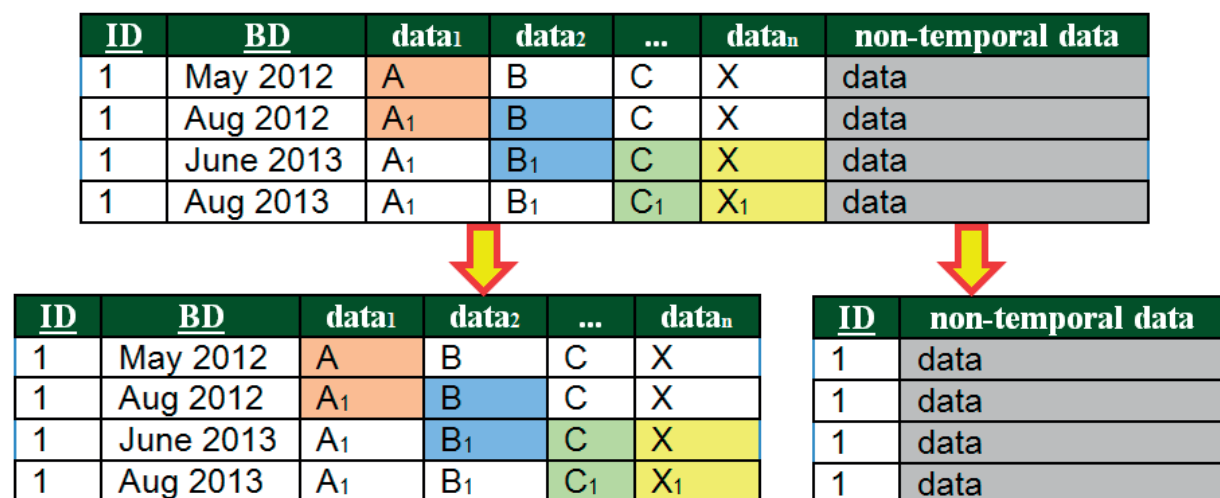 ID BD data₁ data₂ ... dataₙ non-temporal data
1 May 2012 A B C X data
1 Aug 2012 A₁ B C X data
1 June 2013 A₁ B₁ C X data
1 Aug 2013 A₁ B₁ C₁ X₁ data
ID BD data₁ data₂ ... dataₙ
1 May 2012 A B C X
1 Aug 2012 A₁ B C X
1 June 2013 A₁ B₁ C X
1 Aug 2013 A₁ B₁ C₁ X₁
ID non-temporal data
1 data
1 data
1 data
1 data